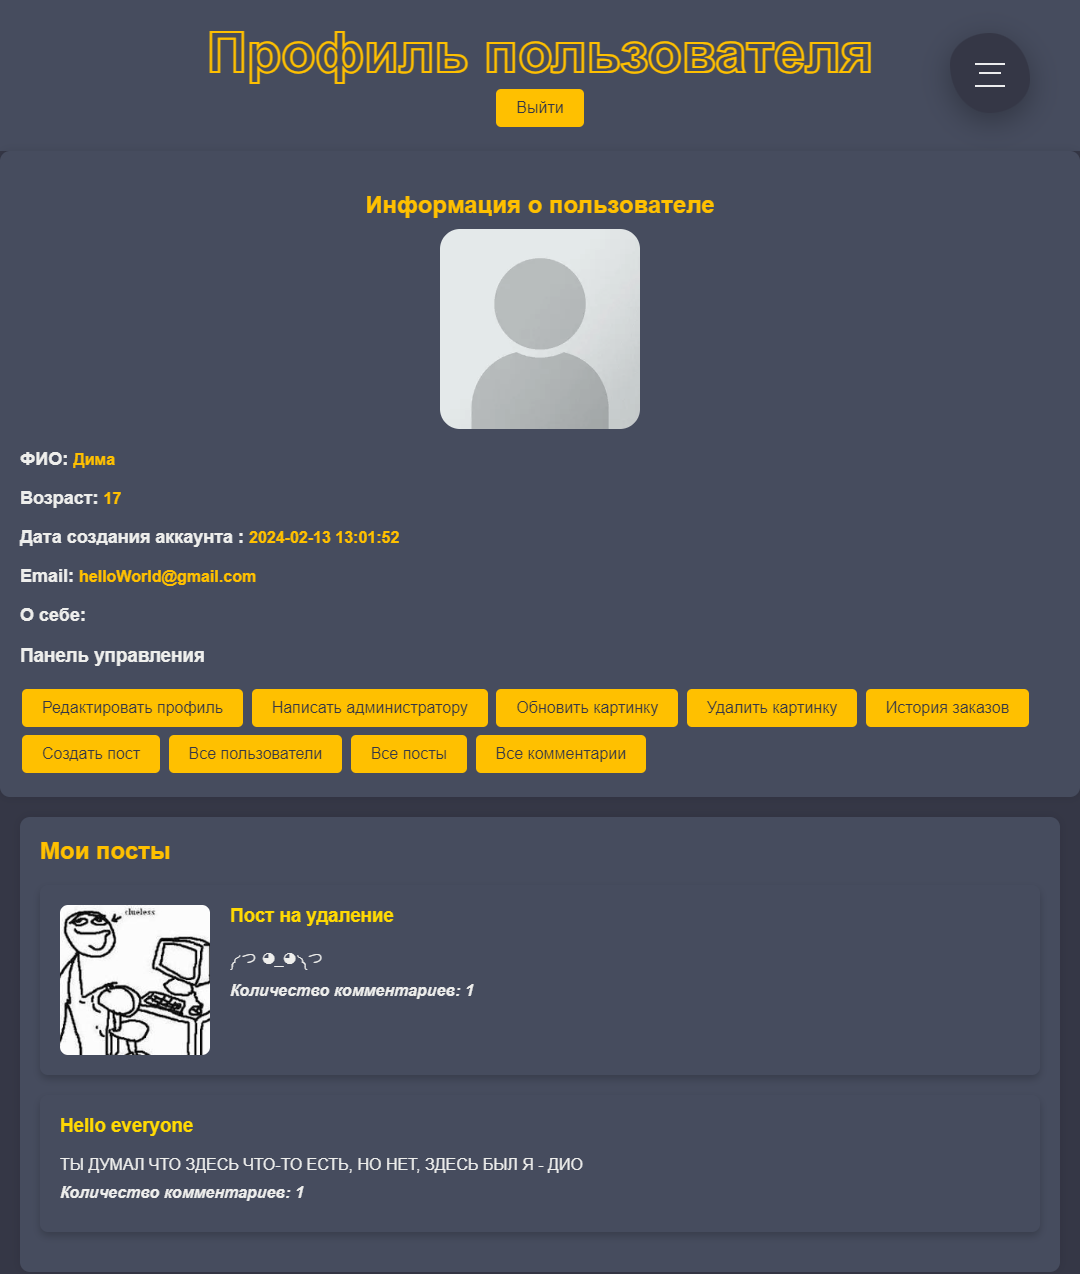 Профиль пользователя
Выйти
Информация о пользователе
ФИО: Дима
Возраст: 17
Дата создания аккаунта : 2024-02-13 13:01:52
Email: helloWorld@gmail.com
О себе:
Панель управления
Редактировать профиль Написать администратору Обновить картинку Удалить картинку История заказов
Создать пост Все пользователи Все посты Все комментарии
Мои посты
clueless
Пост на удаление
༼つ ◕_◕༽つ
Количество комментариев: 1
Hello everyone
ТЫ ДУМАЛ ЧТО ЗДЕСЬ ЧТО-ТО ЕСТЬ, НО НЕТ, ЗДЕСЬ БЫЛ Я - ДИО
Количество комментариев: 1